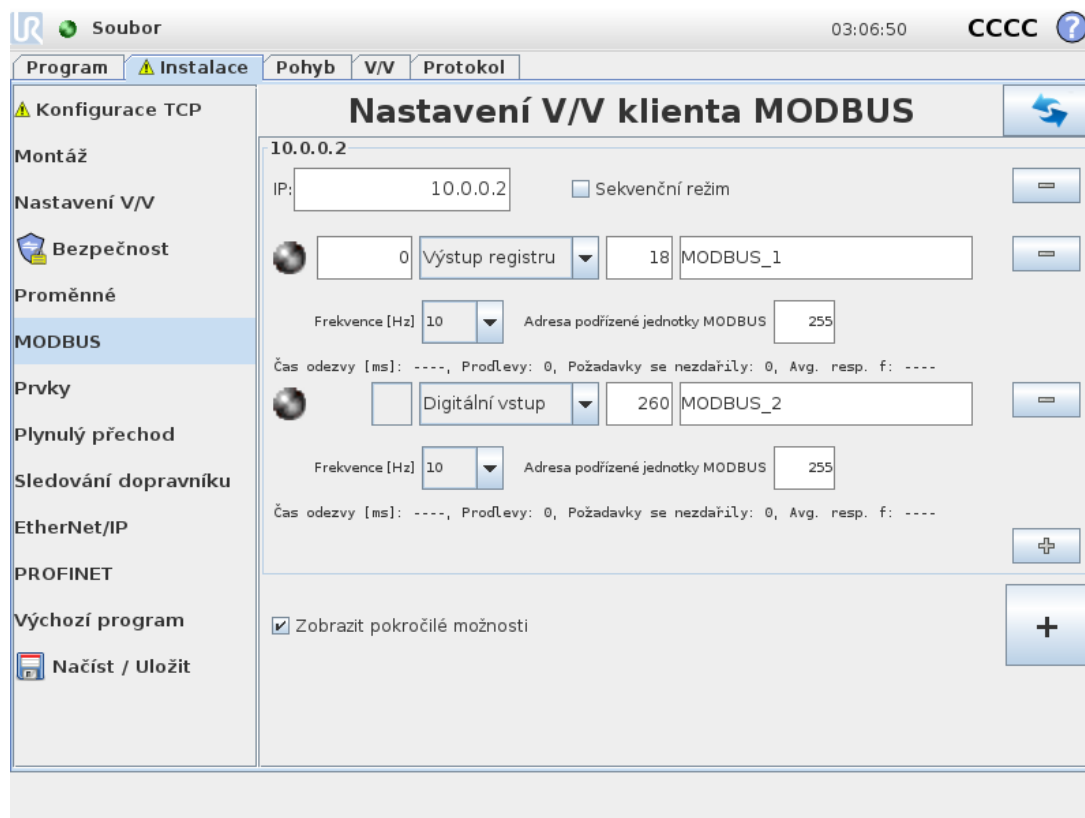 UR Soubor 03:06:50 CCCC ?
Program Instalace Pohyb V/V Protokol
Konfigurace TCP
Montáž
Nastavení V/V
Bezpečnost
Proměnné
MODBUS
Prvky
Plynulý přechod
Sledování dopravníku
EtherNet/IP
PROFINET
Výchozí program
Načíst / Uložit
Nastavení V/V klienta MODBUS
10.0.0.2
IP: 10.0.0.2 Sekvenční režim
0 Výstup registru 18 MODBUS_1
Frekvence [Hz] 10 Adresa podřízené jednotky MODBUS 255
Čas odezvy [ms]: ----, Prodlevy: 0, Požadavky se nezdařily: 0, Avg. resp. f: ----
Digitální vstup 260 MODBUS_2
Frekvence [Hz] 10 Adresa podřízené jednotky MODBUS 255
Čas odezvy [ms]: ----, Prodlevy: 0, Požadavky se nezdařily: 0, Avg. resp. f: ----
Zobrazit pokročilé možnosti